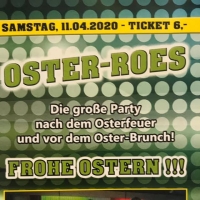 SAMSTAG, 11.04.2020 - TICKET 6,-
OSTER-ROES
Die große Party
nach dem Osterfeuer
und vor dem Oster-Brunch!
FROHE OSTERN !!!